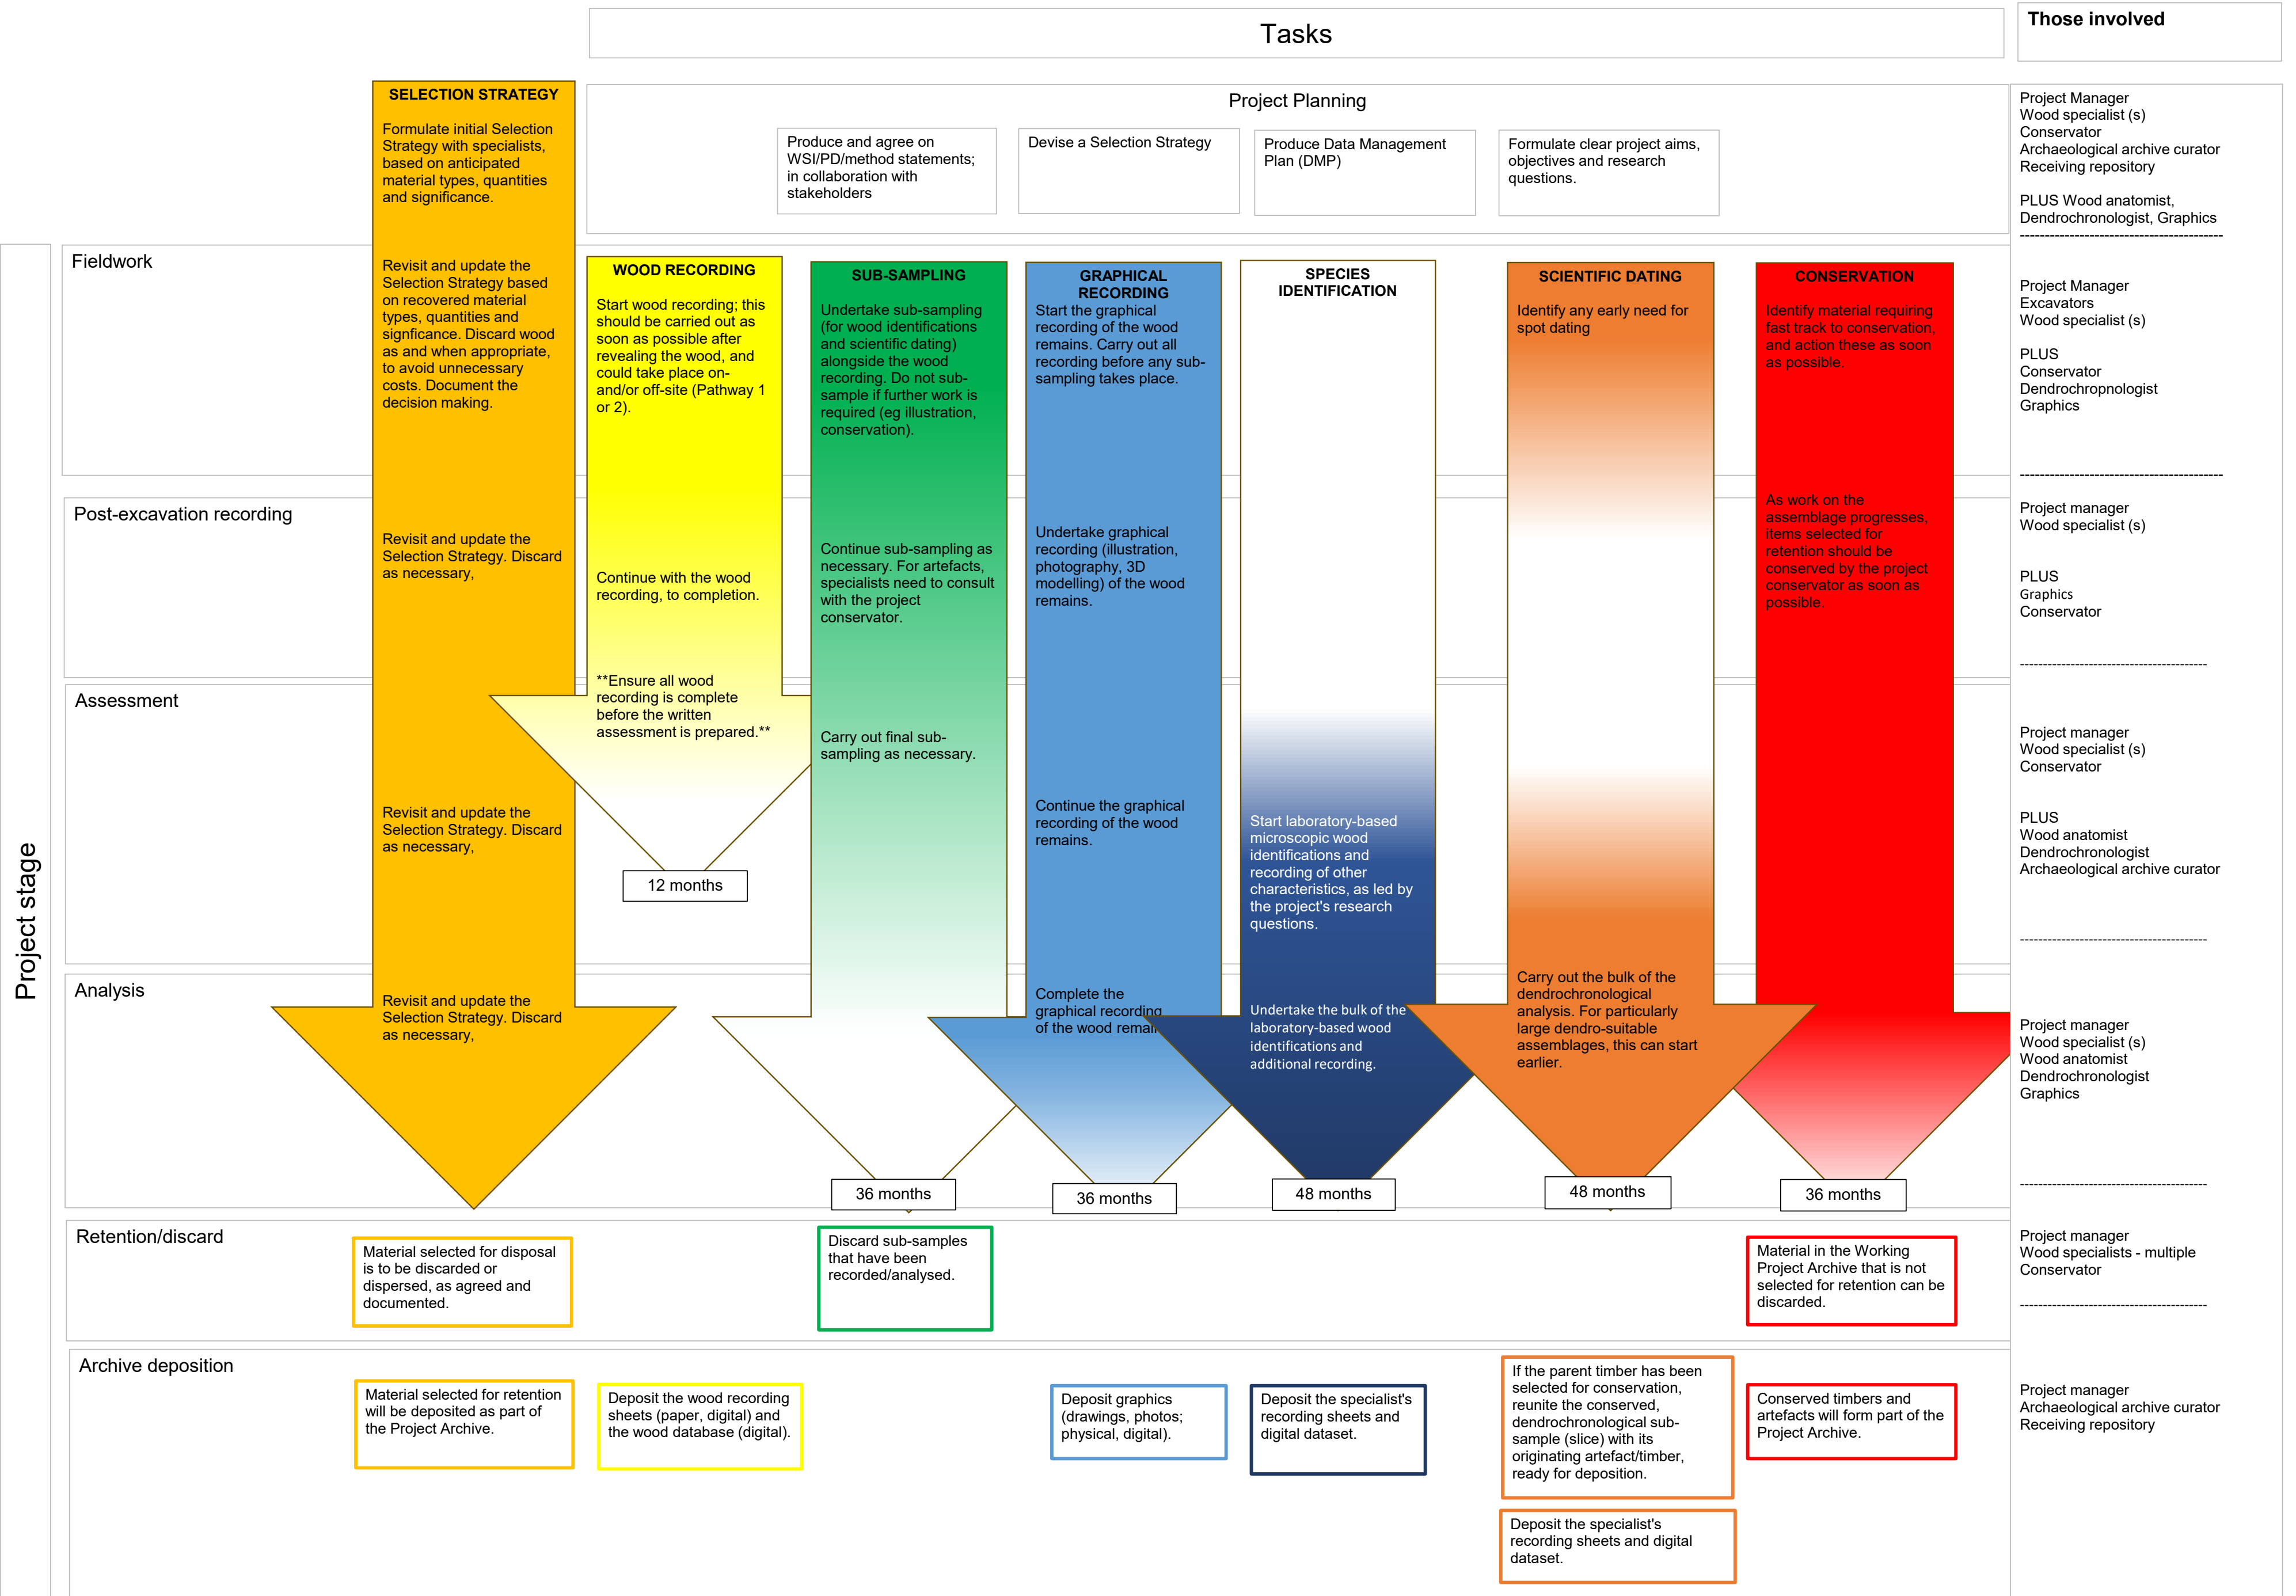 Tasks
Those involved
SELECTION STRATEGY
Formulate initial Selection
Strategy with specialists,
based on anticipated
material types, quantities
and significance.
Revisit and update the
Selection Strategy based
on recovered material
types, quantities and
signficance. Discard wood
as and when appropriate,
to avoid unnecessary
costs. Document the
decision making.
Revisit and update the
Selection Strategy. Discard
as necessary,
Revisit and update the
Selection Strategy. Discard
as necessary,
Revisit and update the
Selection Strategy. Discard
as necessary,
Project Planning
Produce and agree on
WSI/PD/method statements;
in collaboration with
stakeholders
Devise a Selection Strategy
Produce Data Management
Plan (DMP)
Formulate clear project aims,
objectives and research
questions.
Project Manager
Wood specialist (s)
Conservator
Archaeological archive curator
Receiving repository
PLUS Wood anatomist,
Dendrochronologist, Graphics
-----------------------------------------
Project stage
Fieldwork
WOOD RECORDING
Start wood recording; this
should be carried out as
soon as possible after
revealing the wood, and
could take place on-
and/or off-site (Pathway 1
or 2).
Continue with the wood
recording, to completion.
**Ensure all wood
recording is complete
before the written
assessment is prepared.**
12 months
SUB-SAMPLING
Undertake sub-sampling
(for wood identifications
and scientific dating)
alongside the wood
recording. Do not sub-
sample if further work is
required (eg illustration,
conservation).
Continue sub-sampling as
necessary. For artefacts,
specialists need to consult
with the project
conservator.
Carry out final sub-
sampling as necessary.
36 months
GRAPHICAL
RECORDING
Start the graphical
recording of the wood
remains. Carry out all
recording before any sub-
sampling takes place.
Undertake graphical
recording (illustration,
photography, 3D
modelling) of the wood
remains.
Continue the graphical
recording of the wood
remains.
Complete the
graphical recording
of the wood remain
36 months
SPECIES
IDENTIFICATION
Start laboratory-based
microscopic wood
identifications and
recording of other
characteristics, as led by
the project's research
questions.
Undertake the bulk of the
laboratory-based wood
identifications and
additional recording.
48 months
SCIENTIFIC DATING
Identify any early need for
spot dating
Carry out the bulk of the
dendrochronological
analysis. For particularly
large dendro-suitable
assemblages, this can start
earlier.
48 months
CONSERVATION
Identify material requiring
fast track to conservation,
and action these as soon
as possible.
As work on the
assemblage progresses,
items selected for
retention should be
conserved by the project
conservator as soon as
possible.
36 months
Project Manager
Excavators
Wood specialist (s)
PLUS
Conservator
Dendrochropnologist
Graphics
-----------------------------------------
Post-excavation recording
Project manager
Wood specialist (s)
PLUS
Graphics
Conservator
-----------------------------------------
Assessment
Project manager
Wood specialist (s)
Conservator
PLUS
Wood anatomist
Dendrochronologist
Archaeological archive curator
-----------------------------------------
Analysis
Project manager
Wood specialist (s)
Wood anatomist
Dendrochronologist
Graphics
-----------------------------------------
Retention/discard
Material selected for disposal
is to be discarded or
dispersed, as agreed and
documented.
Discard sub-samples
that have been
recorded/analysed.
Material in the Working
Project Archive that is not
selected for retention can be
discarded.
Project manager
Wood specialists - multiple
Conservator
-----------------------------------------
Archive deposition
Material selected for retention
will be deposited as part of
the Project Archive.
Deposit the wood recording
sheets (paper, digital) and
the wood database (digital).
Deposit graphics
(drawings, photos;
physical, digital).
Deposit the specialist's
recording sheets and
digital dataset.
If the parent timber has been
selected for conservation,
reunite the conserved,
dendrochronological sub-
sample (slice) with its
originating artefact/timber,
ready for deposition.
Deposit the specialist's
recording sheets and digital
dataset.
Conserved timbers and
artefacts will form part of the
Project Archive.
Project manager
Archaeological archive curator
Receiving repository